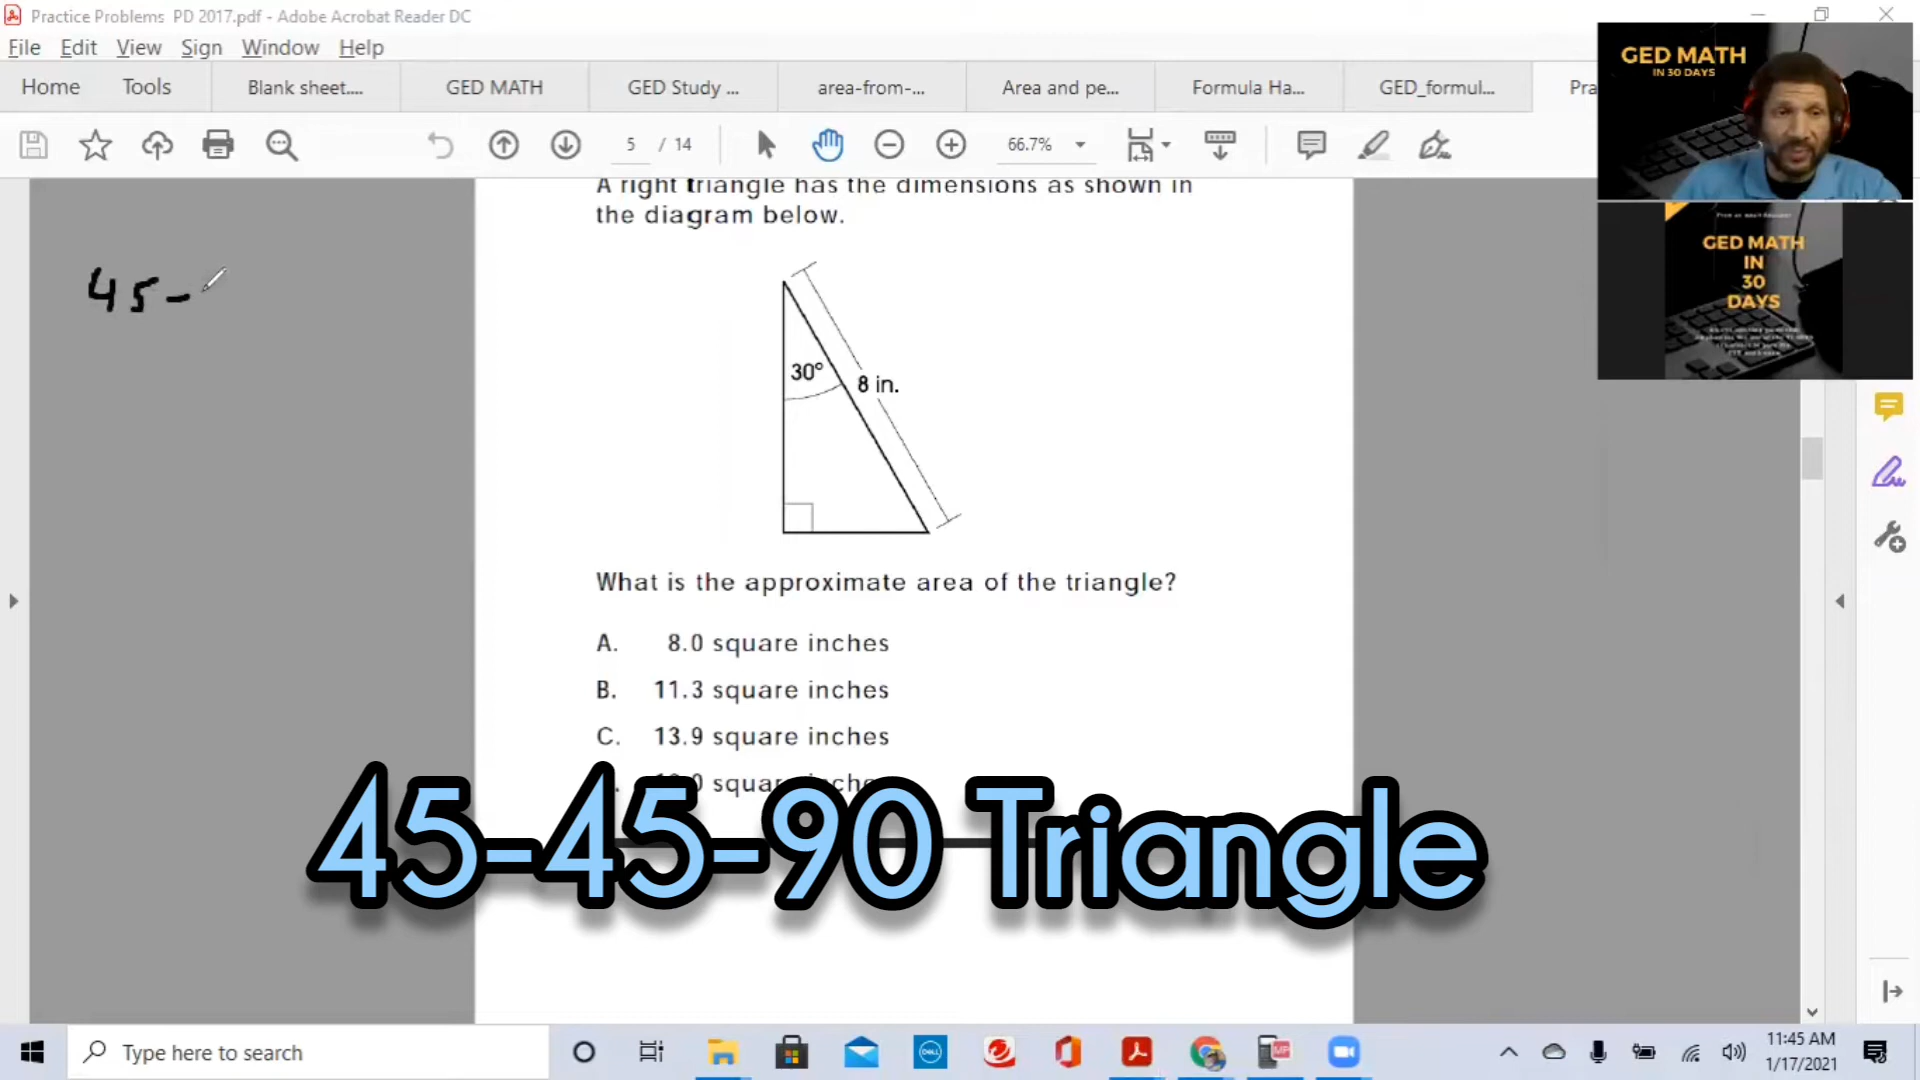 Practice Problems PD 2017.pdf - Adobe Acrobat Reader DC
File Edit View Sign Window Help
Home Tools Blank sheet.... GED MATH GED Study ... area-from-... Area and pe... Formula Ha... GED_formul... Pra
5 / 14 66.7%
GED MATH
IN 30 DAYS
GED MATH
IN
30
DAYS
A right triangle has the dimensions as shown in
the diagram below.
45-
30°
8 in.
What is the approximate area of the triangle?
A. 8.0 square inches
B. 11.3 square inches
C. 13.9 square inches
square inches
45-45-90 Triangle
Type here to search
DELL
11:45 AM
1/17/2021